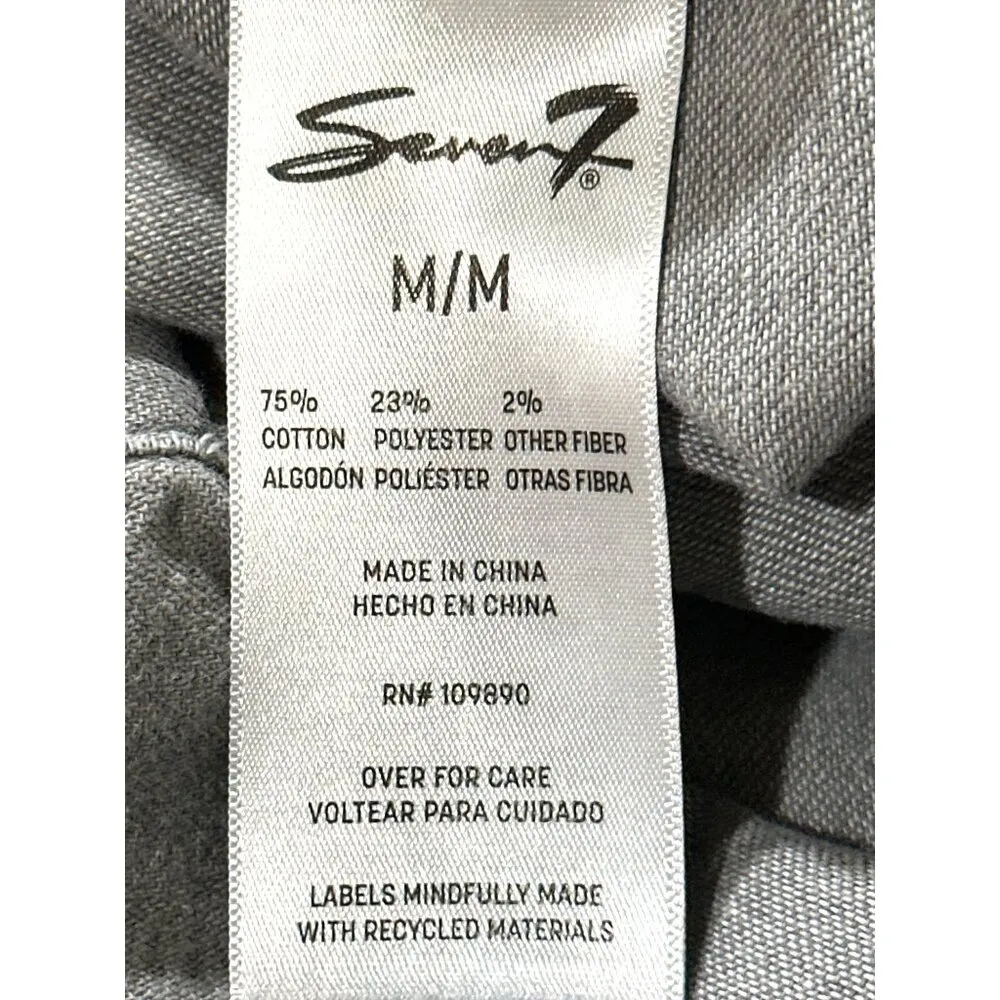 Seven7®
M/M
75% 23% 2%
COTTON POLYESTER OTHER FIBER
ALGODÓN POLIÉSTER OTRAS FIBRA
MADE IN CHINA
HECHO EN CHINA
RN# 109890
OVER FOR CARE
VOLTEAR PARA CUIDADO
LABELS MINDFULLY MADE
WITH RECYCLED MATERIALS